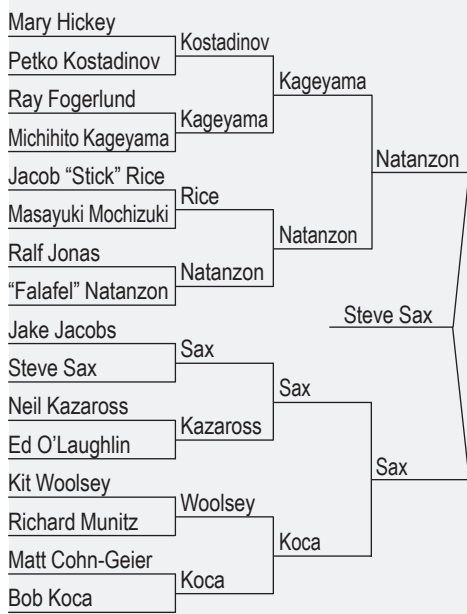 Mary Hickey
Kostadinov
Petko Kostadinov
Kageyama
Ray Fogerlund
Kageyama
Michihito Kageyama
Natanzon
Jacob “Stick” Rice
Rice
Masayuki Mochizuki
Natanzon
Ralf Jonas
Natanzon
“Falafel” Natanzon
Steve Sax
Jake Jacobs
Sax
Steve Sax
Sax
Neil Kazaross
Kazaross
Ed O’Laughlin
Sax
Kit Woolsey
Woolsey
Richard Munitz
Koca
Matt Cohn-Geier
Koca
Bob Koca